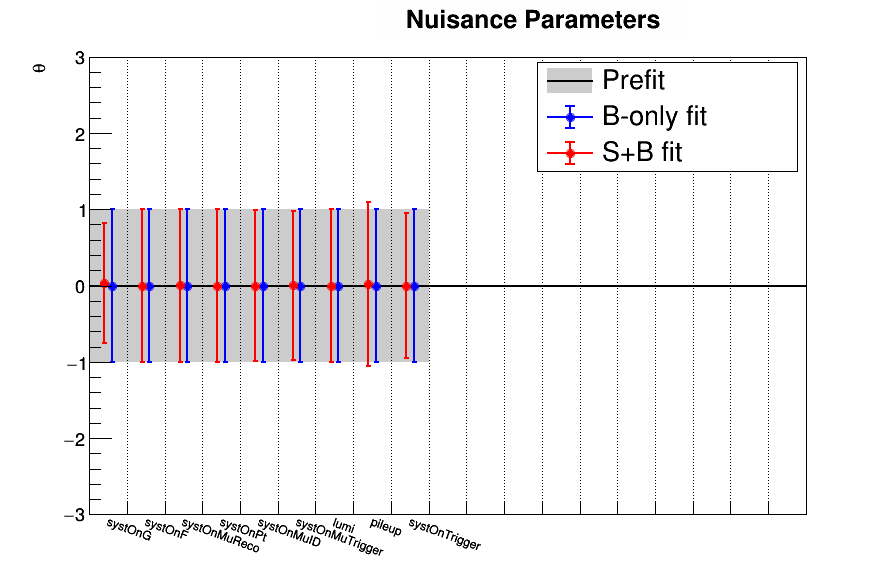 Nuisance Parameters
θ
3
2
1
0
−1
−2
−3
Prefit
B-only fit
S+B fit
systOnG
systOnF
systOnMuReco
systOnPt
systOnMuID
systOnMuTrigger
lumi
pileup
systOnTrigger